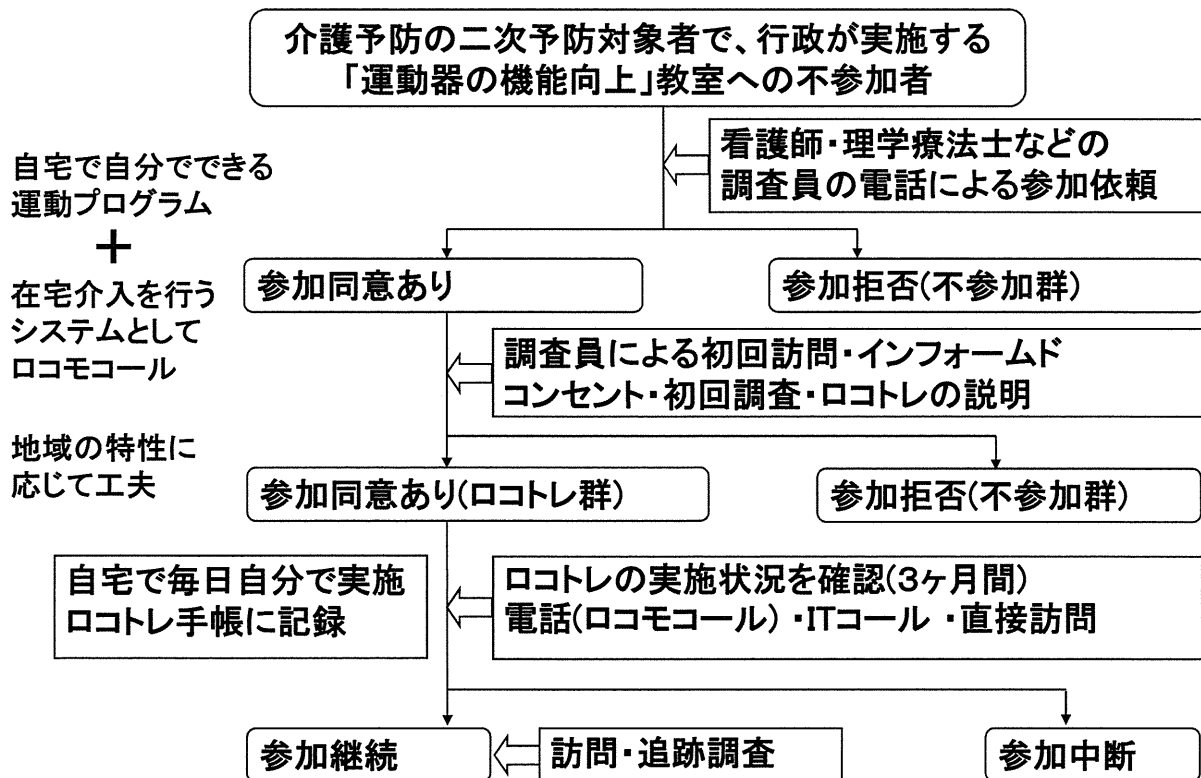 介護予防の二次予防対象者で、行政が実施する
「運動器の機能向上」教室への不参加者
看護師・理学療法士などの
調査員の電話による参加依頼
自宅で自分でできる
運動プログラム
＋
在宅介入を行う
システムとして
ロコモコール
地域の特性に
応じて工夫
参加同意あり
参加拒否(不参加群)
調査員による初回訪問・インフォームド
コンセント・初回調査・ロコトレの説明
参加同意あり(ロコトレ群)
参加拒否(不参加群)
自宅で毎日自分で実施
ロコトレ手帳に記録
ロコトレの実施状況を確認(3ヶ月間)
電話(ロコモコール)・ITコール ・直接訪問
参加継続
訪問・追跡調査
参加中断